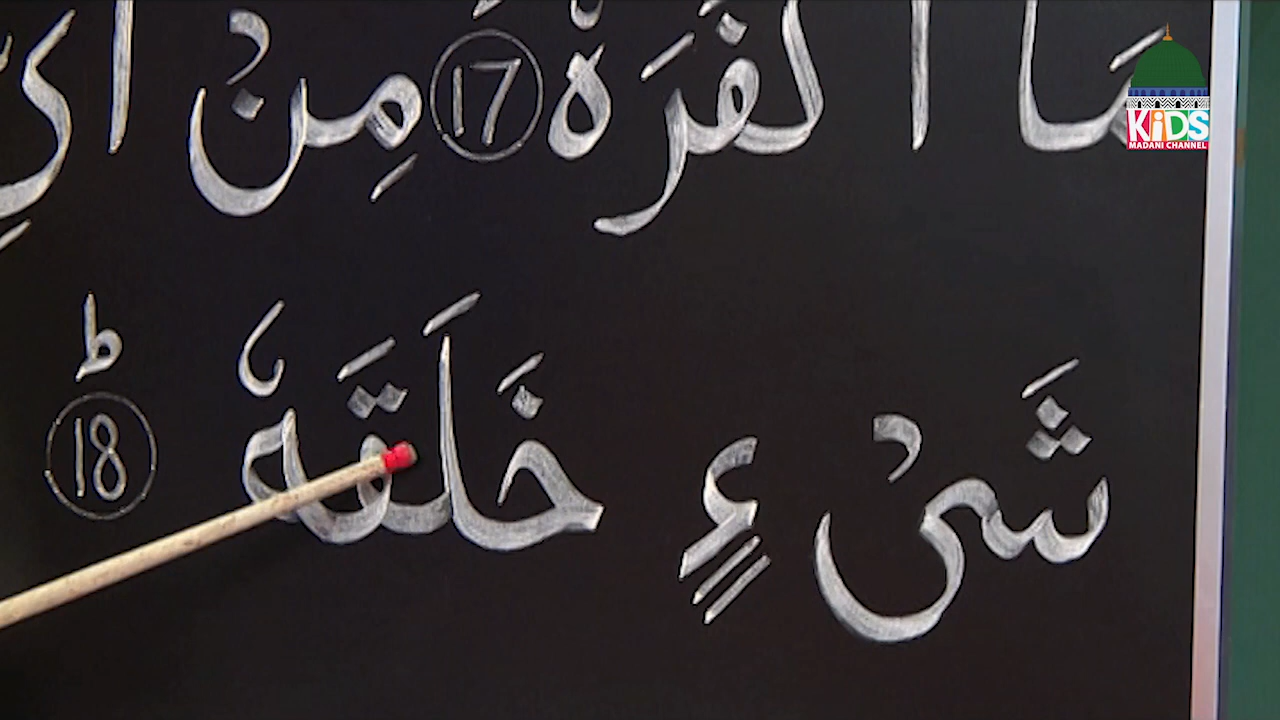 مَا اَكْفَرَهٗ 17 مِنْ اَیِّ
شَیْءٍ خَلَقَهٗ ؕ 18
KiDS
MADANI CHANNEL